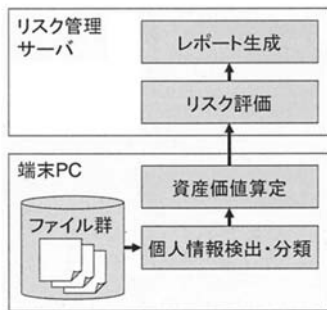 リスク管理
サーバ
レポート生成
リスク評価
端末PC
資産価値算定
ファイル群
個人情報検出・分類